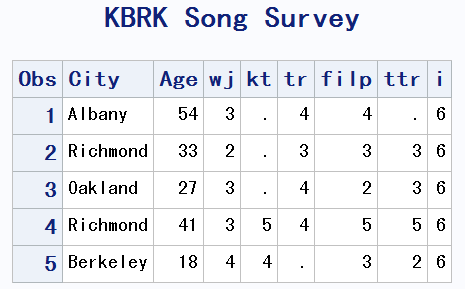 KBRK Song Survey
Obs City Age wj kt tr filp ttr i
1 Albany 54 3 . 4 4 . 6
2 Richmond 33 2 . 3 3 3 6
3 Oakland 27 3 . 4 2 3 6
4 Richmond 41 3 5 4 5 5 6
5 Berkeley 18 4 4 . 3 2 6